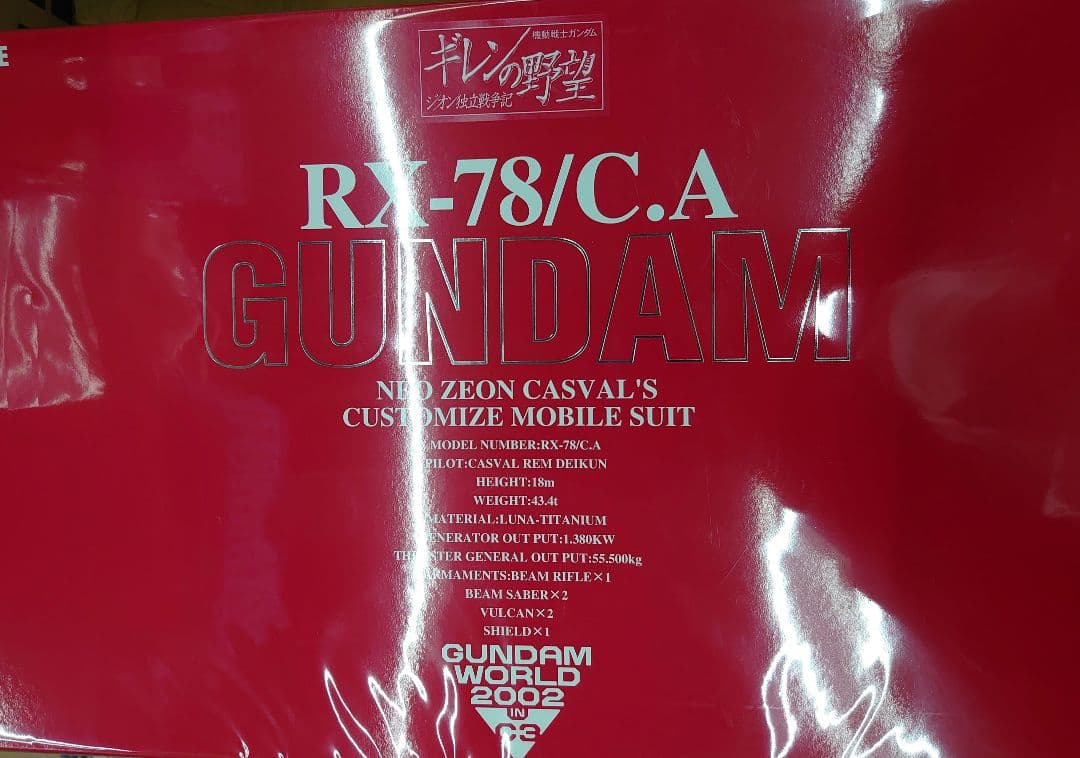 機動戦士ガンダム
ギレンの野望
ジオン独立戦争記
RX-78/C.A
GUNDAM
NEO ZEON CASVAL'S
CUSTOMIZE MOBILE SUIT
MODEL NUMBER:RX-78/C.A
PILOT:CASVAL REM DEIKUN
HEIGHT:18m
WEIGHT:43.4t
MATERIAL:LUNA-TITANIUM
GENERATOR OUT PUT:1.380KW
THRUSTER GENERAL OUT PUT:55.500kg
ARMAMENTS:BEAM RIFLE×1
BEAM SABER×2
VULCAN×2
SHIELD×1
GUNDAM
WORLD
2002
IN
C3